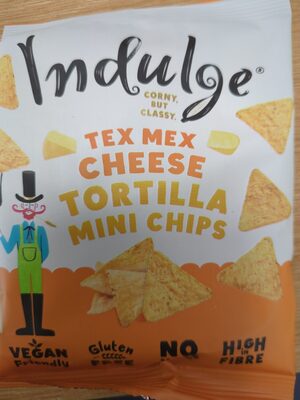 Indulge®
CORNY.
BUT
CLASSY.
TEX MEX
CHEESE
TORTILLA
MINI CHIPS
VEGAN Gluten NO HIGH IN
Friendly FREE FIBRE